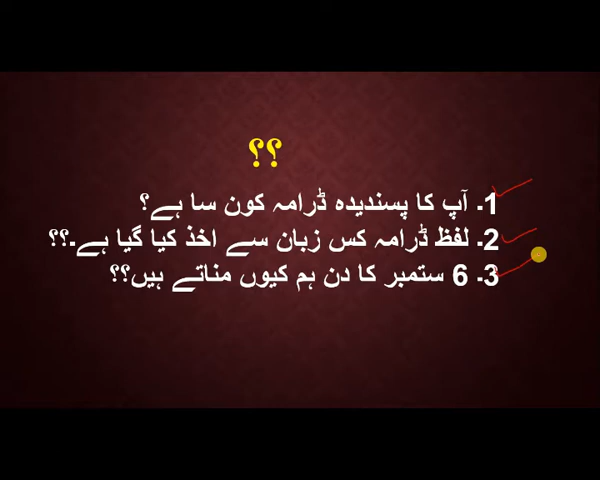 ؟؟
1. آپ کا پسندیدہ ڈرامہ کون سا ہے؟
2. لفظ ڈرامہ کس زبان سے اخذ کیا گیا ہے.؟؟
3. 6 ستمبر کا دن ہم کیوں مناتے ہیں؟؟